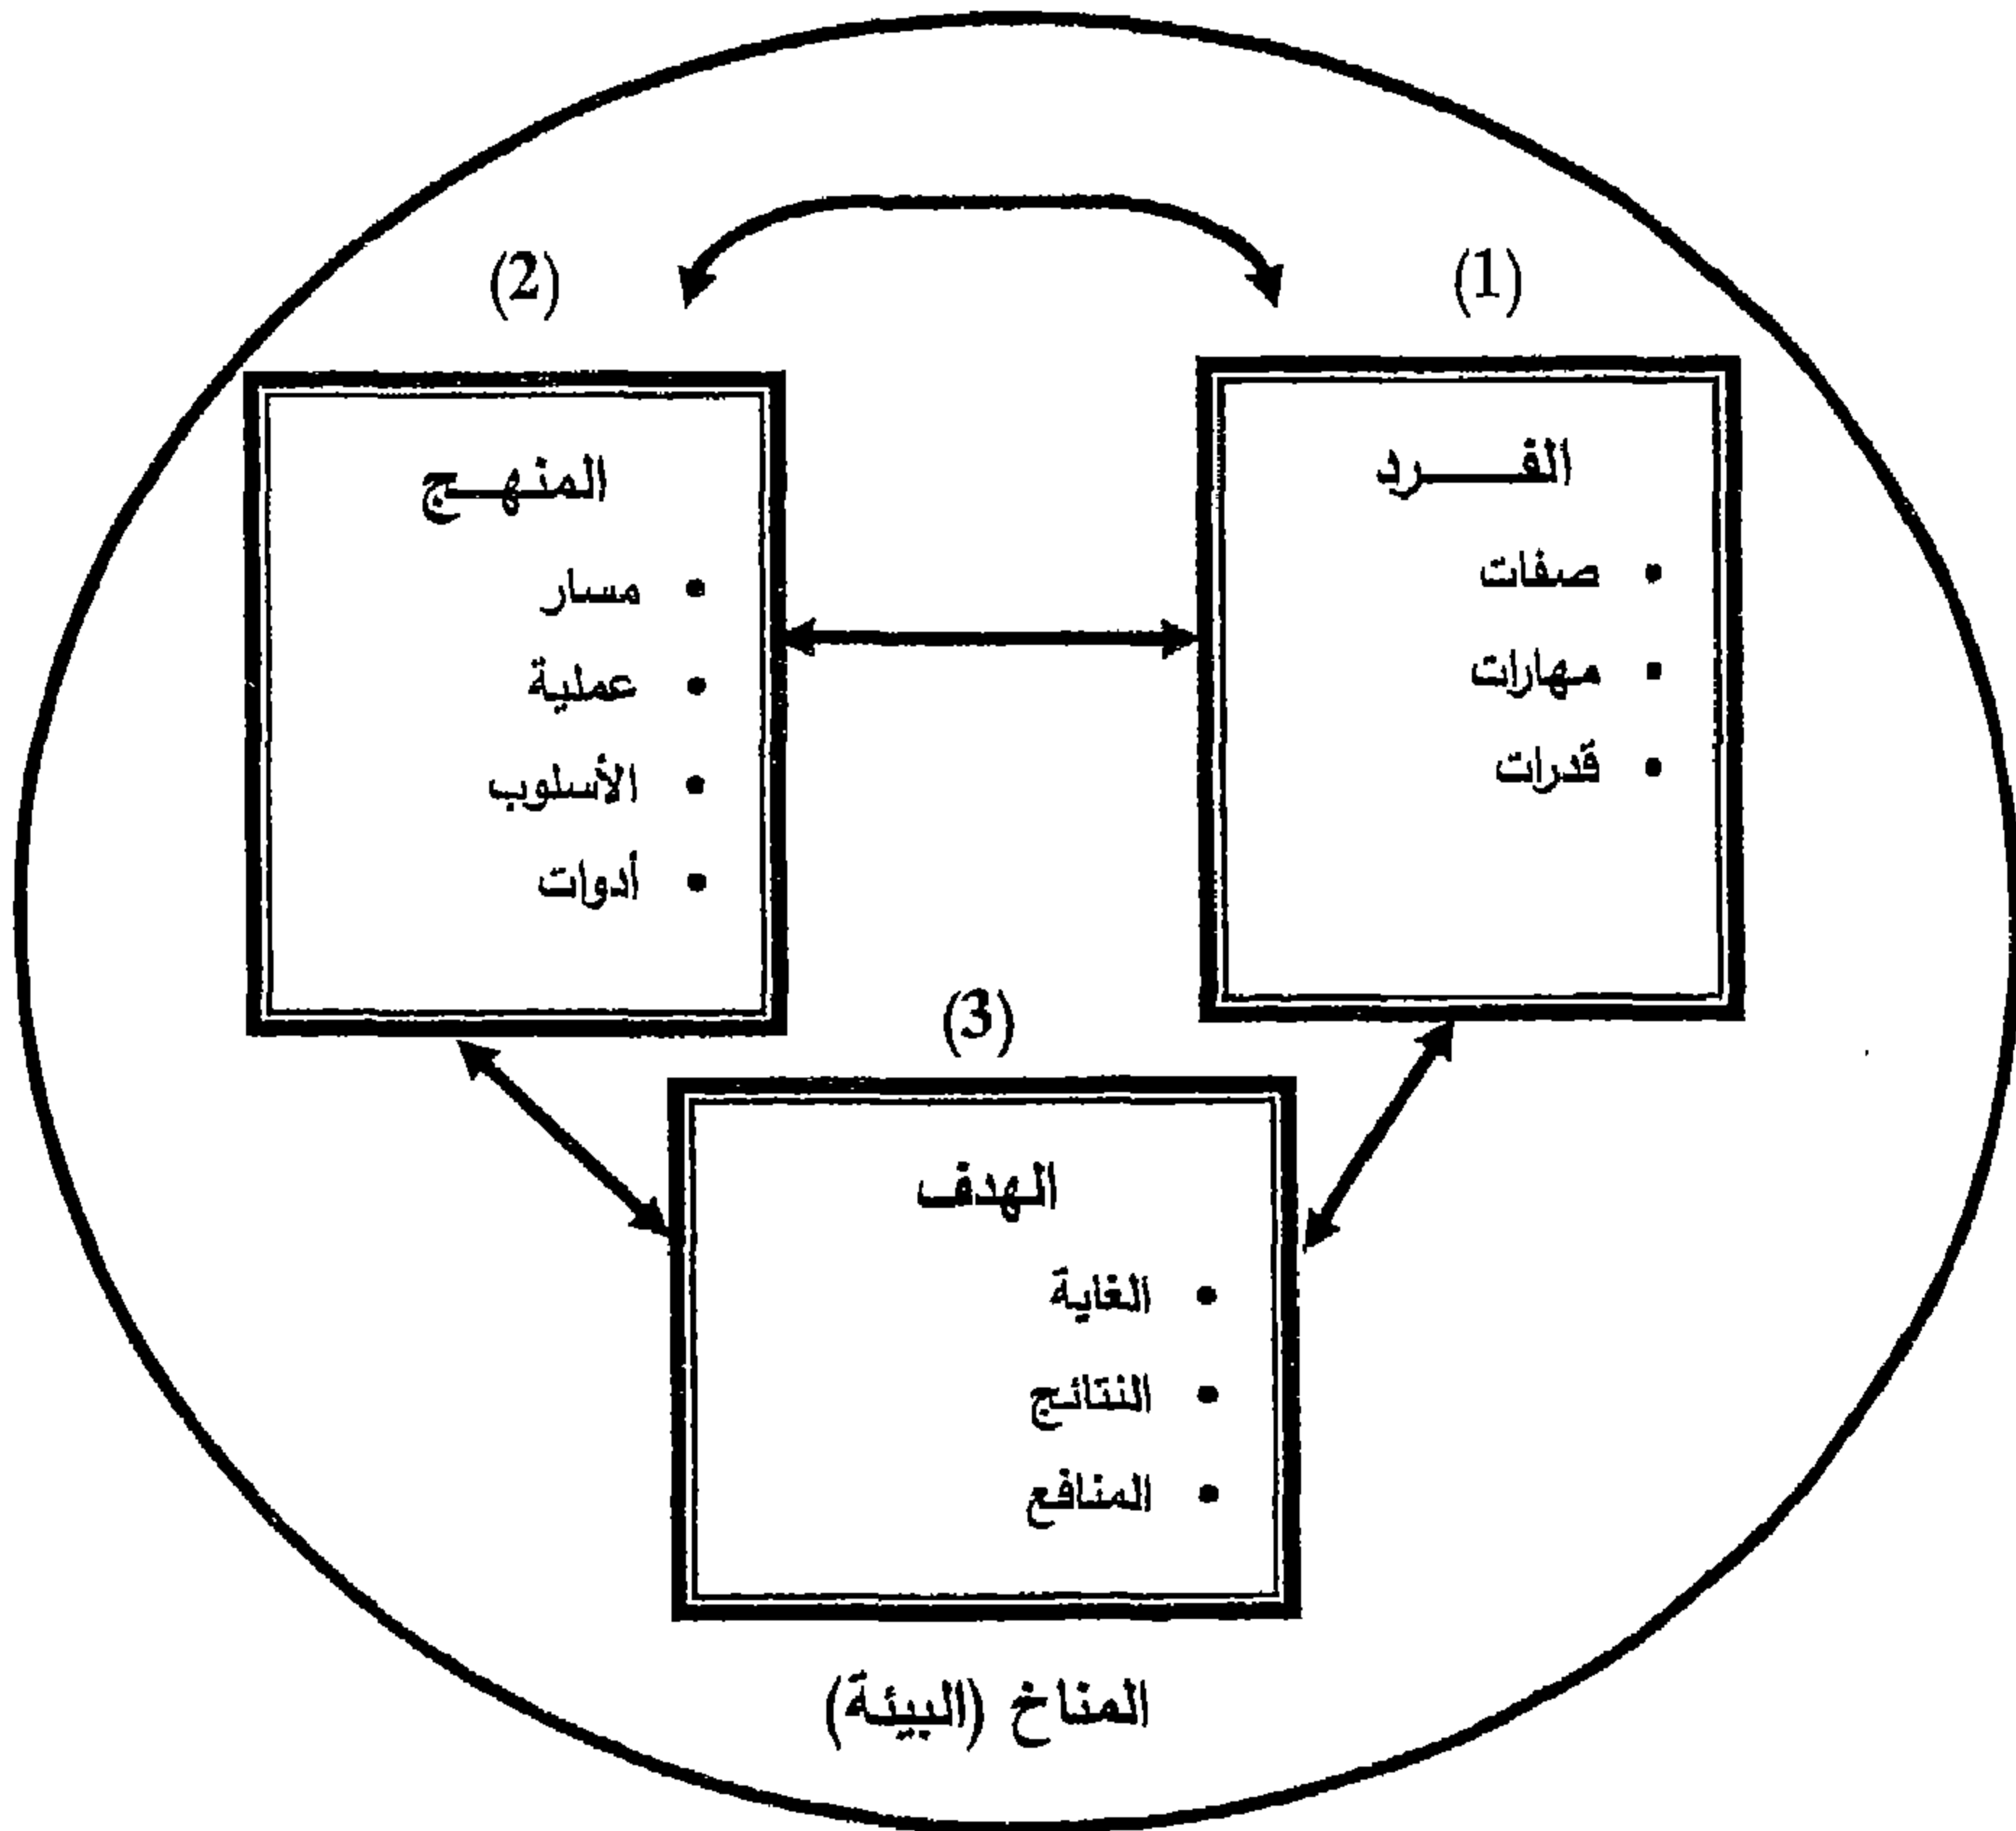 (1)
الفرد
• صفات
• مهارات
• قدرات
(2)
المنهج
• مسار
• عملية
• الأسلوب
• أدوات
(3)
الهدف
• الغاية
• النتائج
• المنافع
المناخ (البيئة)